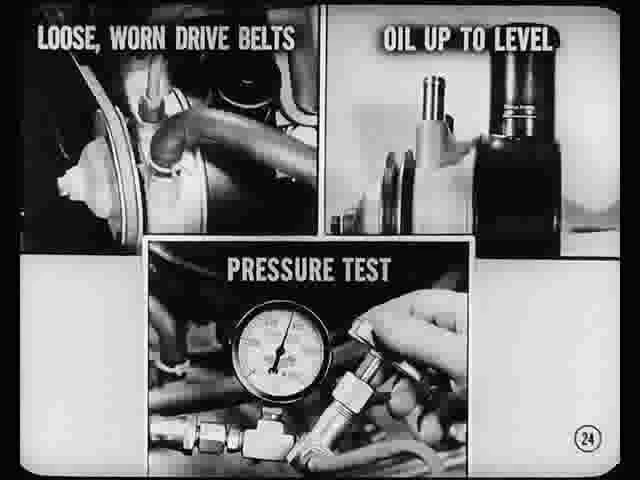 LOOSE, WORN DRIVE BELTS
OIL UP TO LEVEL
PRESSURE TEST
24